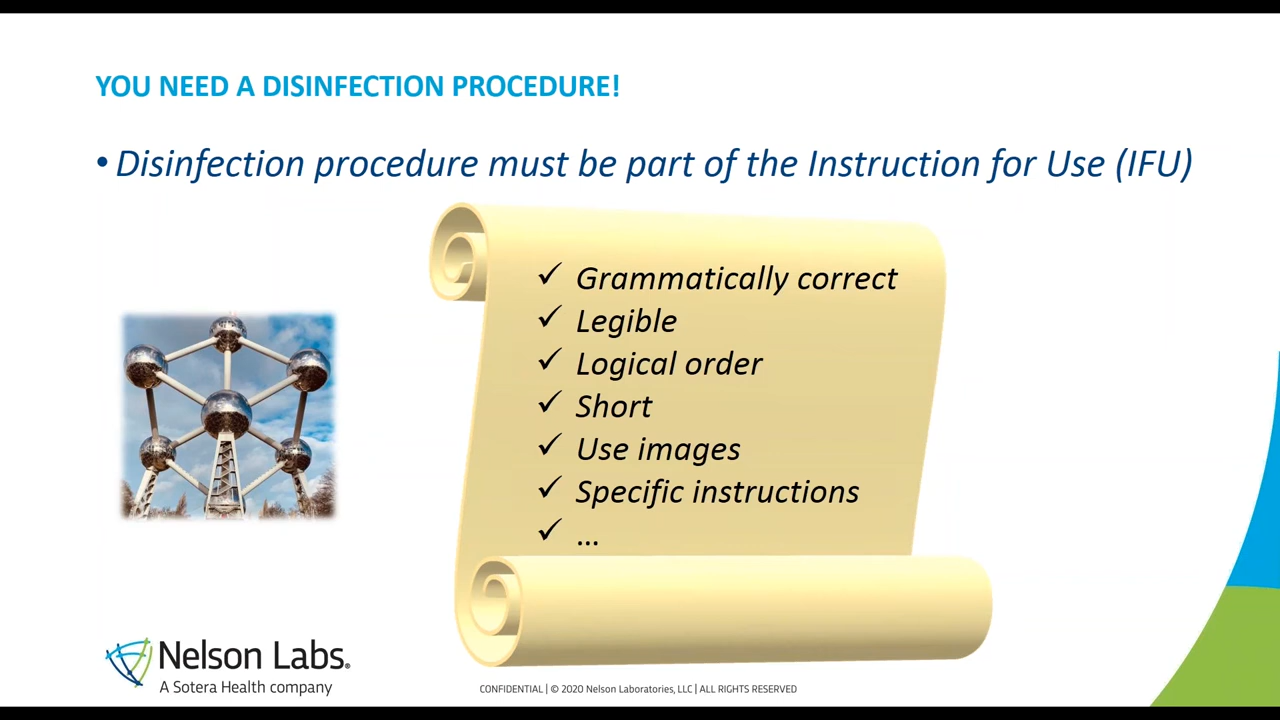 YOU NEED A DISINFECTION PROCEDURE!
• Disinfection procedure must be part of the Instruction for Use (IFU)
✓ Grammatically correct
✓ Legible
✓ Logical order
✓ Short
✓ Use images
✓ Specific instructions
✓ ...
Nelson Labs®
A Sotera Health company
CONFIDENTIAL | © 2020 Nelson Laboratories, LLC | ALL RIGHTS RESERVED